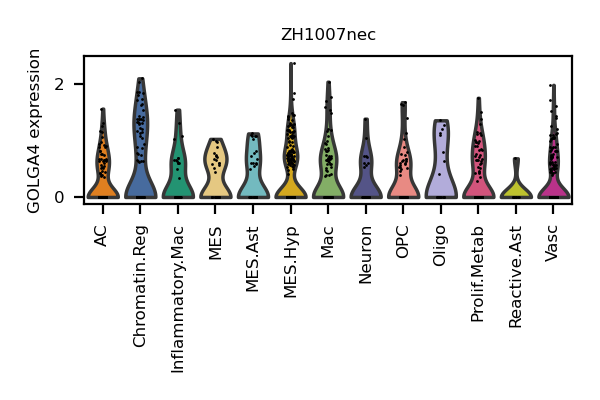 ZH1007nec
GOLGA4 expression
2
0
AC
Chromatin.Reg
Inflammatory.Mac
MES
MES.Ast
MES.Hyp
Mac
Neuron
OPC
Oligo
Prolif.Metab
Reactive.Ast
Vasc